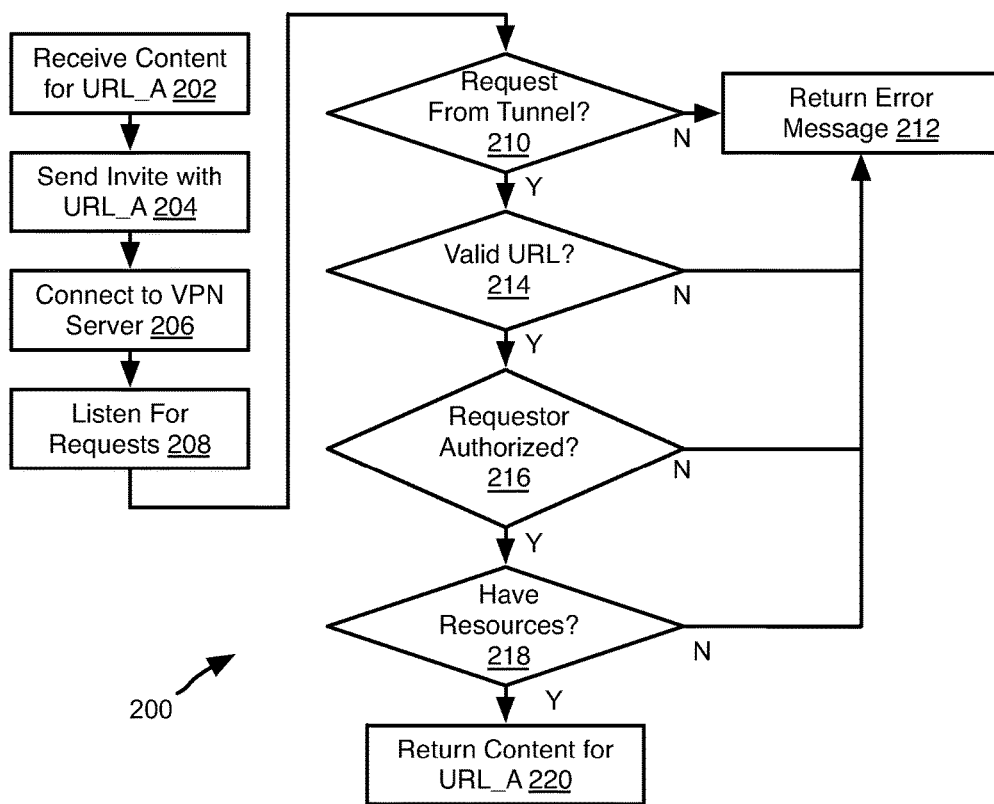 Receive Content
for URL_A 202
Send Invite with
URL_A 204
Connect to VPN
Server 206
Listen For
Requests 208
Request
From Tunnel?
210
N
Y
Return Error
Message 212
Valid URL?
214
N
Y
Requestor
Authorized?
216
N
Y
Have
Resources?
218
N
Y
Return Content for
URL_A 220
200